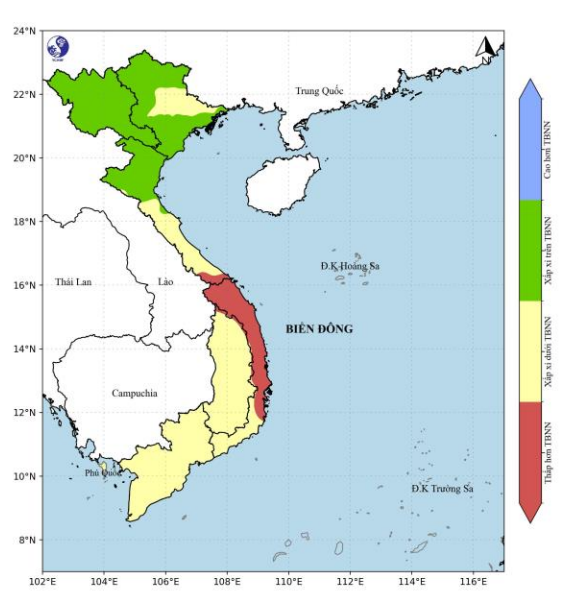 24°N
22°N
20°N
18°N
16°N
14°N
12°N
10°N
8°N
102°E
104°E
106°E
108°E
110°E
112°E
114°E
116°E
N
Trung Quốc
Đ.K Hoàng Sa
Thái Lan
Lào
BIỂN ĐÔNG
Campuchia
Phú Quốc
Đ.K Trường Sa
Cao hơn TBNN
Xấp xỉ trên TBNN
Xấp xỉ dưới TBNN
Thấp hơn TBNN